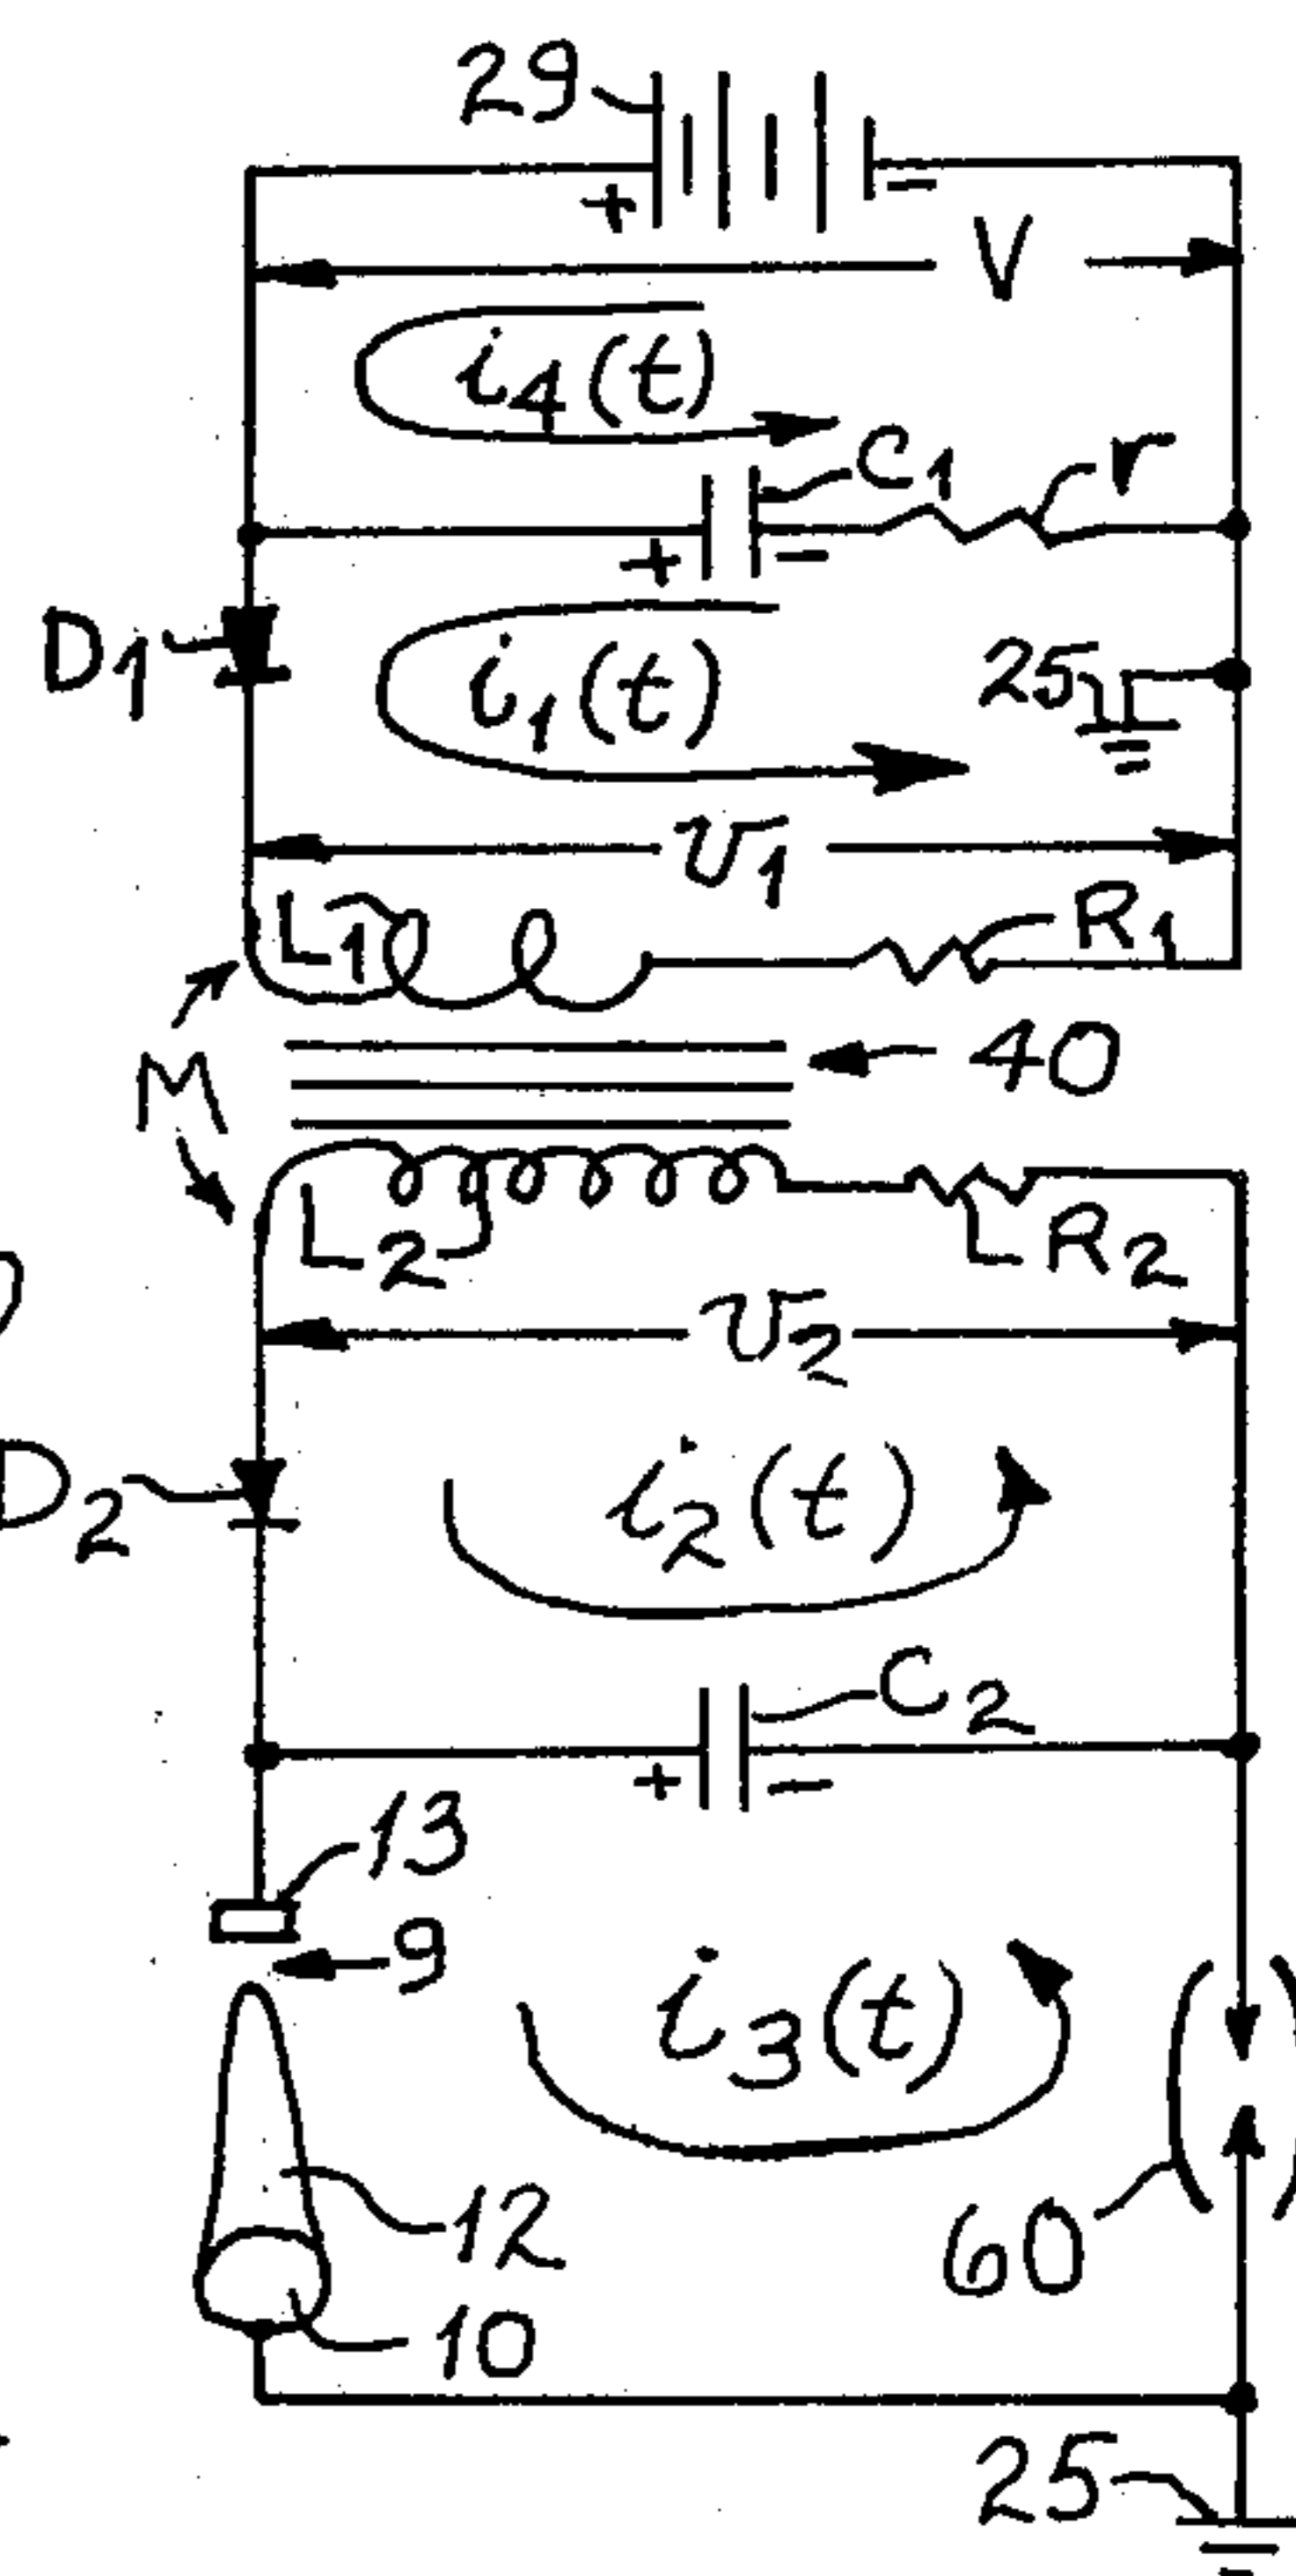 29
+ −
V
i4(t)
C1 r
+ −
D1
i1(t) 25
v1
L1 R1
M 40
L2 R2
v2
D2 i2(t)
C2
+ −
13
9
i3(t)
12
60
10
25